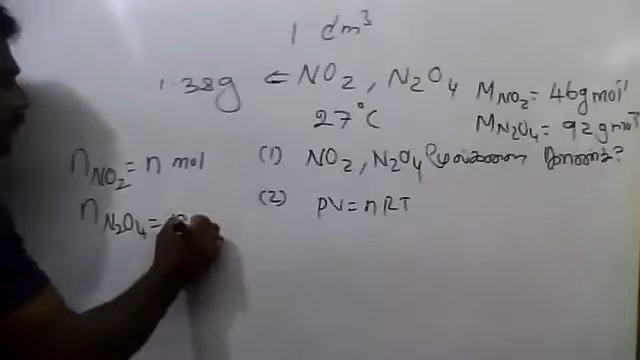 1 dm³
1.38g ⇐ NO₂, N₂O₄
M_NO₂ = 46g mol⁻¹
27°C
M_N₂O₄ = 92 g mol⁻¹
n_NO₂ = n mol
(1) NO₂, N₂O₄
n_N₂O₄ =
(2) PV = nRT